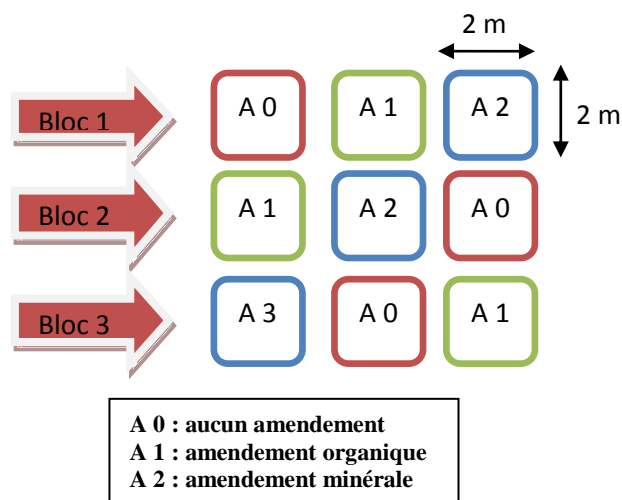 2 m
Bloc 1
A 0
A 1
A 2
2 m
Bloc 2
A 1
A 2
A 0
Bloc 3
A 3
A 0
A 1
A 0 : aucun amendement
A 1 : amendement organique
A 2 : amendement minérale